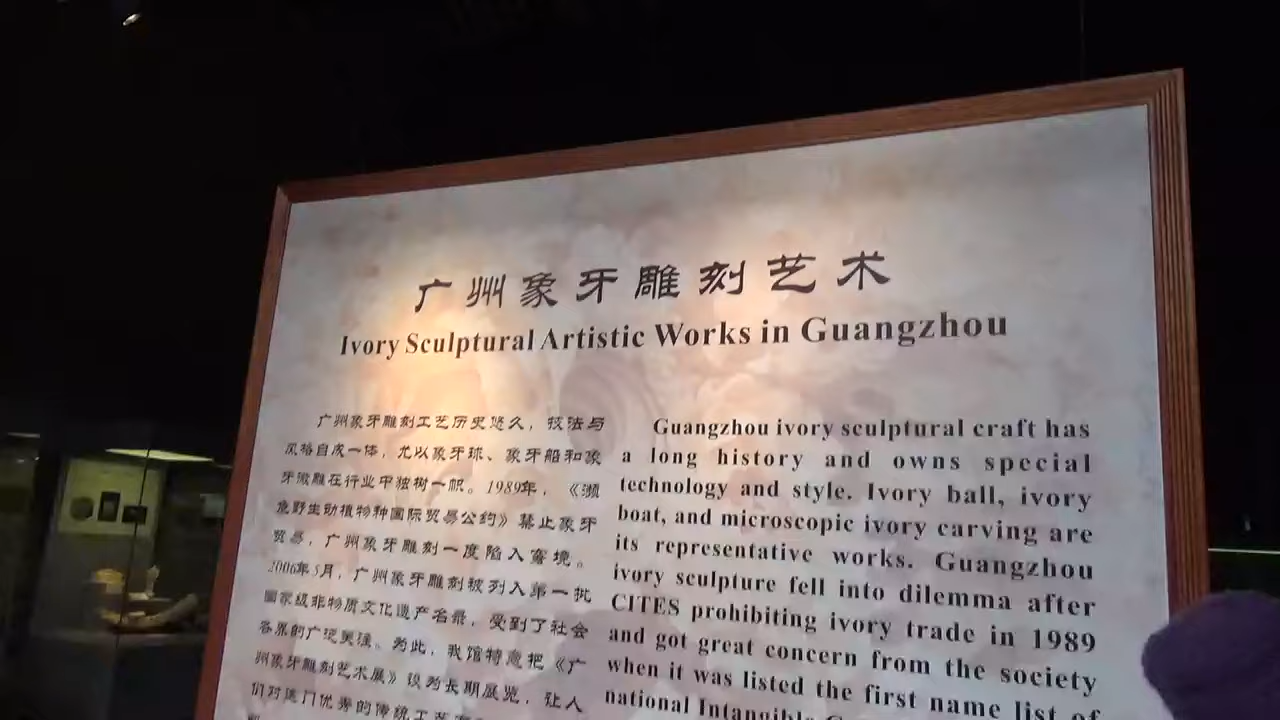 广州象牙雕刻艺术
Ivory Sculptural Artistic Works in Guangzhou
广州象牙雕刻工艺历史悠久，技法与
风格自成一体，尤以象牙球、象牙船和象
牙微雕在行业中独树一帜。1989年，《濒
危野生动植物种国际贸易公约》禁止象牙
贸易，广州象牙雕刻一度陷入窘境。
2006年5月，广州象牙雕刻被列入第一批
国家级非物质文化遗产名录，受到了社会
各界的广泛关注。为此，我馆特意把《广
州象牙雕刻艺术展》设为长期展览，让人
们对这门优秀的传统工艺
Guangzhou ivory sculptural craft has
a long history and owns special
technology and style. Ivory ball, ivory
boat, and microscopic ivory carving are
its representative works. Guangzhou
ivory sculpture fell into dilemma after
CITES prohibiting ivory trade in 1989
and got great concern from the society
when it was listed the first name list of
national Intangible